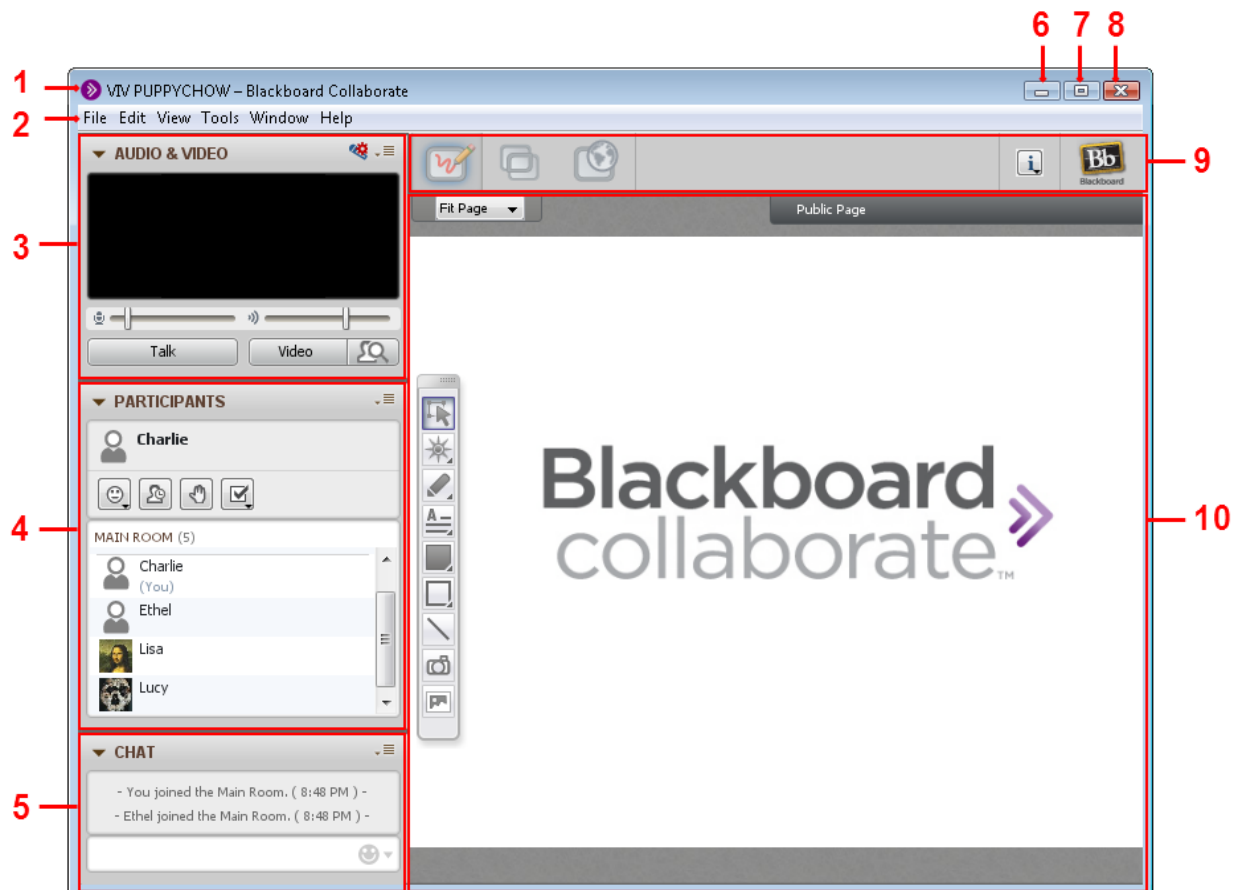 6 7 8
1
VIV PUPPYCHOW – Blackboard Collaborate
2
File Edit View Tools Window Help
AUDIO & VIDEO
3
Talk
Video
PARTICIPANTS
Charlie
4
MAIN ROOM (5)
Charlie
(You)
Ethel
Lisa
Lucy
CHAT
5
- You joined the Main Room. ( 8:48 PM ) -
- Ethel joined the Main Room. ( 8:48 PM ) -
i
Bb
Blackboard
9
Fit Page
Public Page
A
Blackboard
collaborate™
10